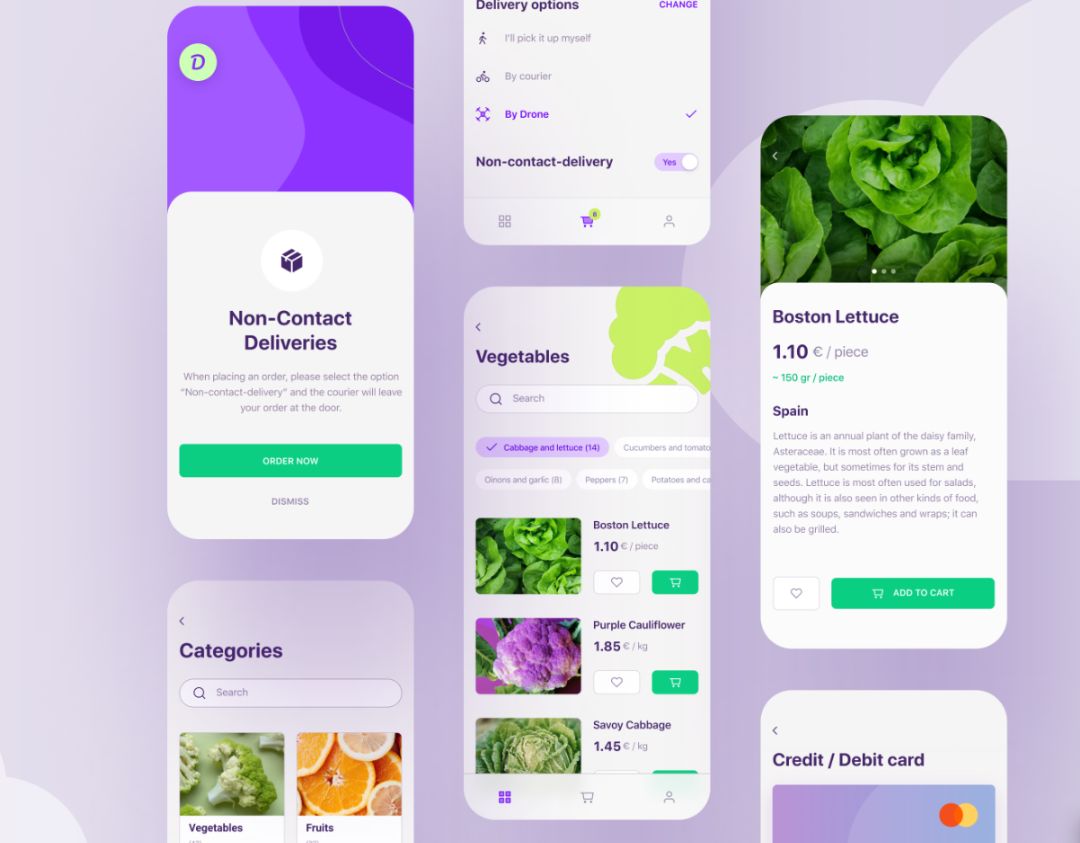 D
Non-Contact
Deliveries
When placing an order, please select the option
“Non-contact-delivery” and the courier will leave
your order at the door.
ORDER NOW
DISMISS
Categories
Search
Vegetables
Fruits
Delivery options
CHANGE
I'll pick it up myself
By courier
By Drone
Non-contact-delivery
Yes
Vegetables
Search
Cabbage and lettuce (14)
Cucumbers and tomato
Oinons and garlic (8)
Peppers (7)
Potatoes and ca
Boston Lettuce
1.10 € / piece
Purple Cauliflower
1.85 € / kg
Savoy Cabbage
1.45 € / kg
Boston Lettuce
1.10 € / piece
~ 150 gr / piece
Spain
Lettuce is an annual plant of the daisy family,
Asteraceae. It is most often grown as a leaf
vegetable, but sometimes for its stem and
seeds. Lettuce is most often used for salads,
although it is also seen in other kinds of food,
such as soups, sandwiches and wraps; it can
also be grilled.
ADD TO CART
Credit / Debit card